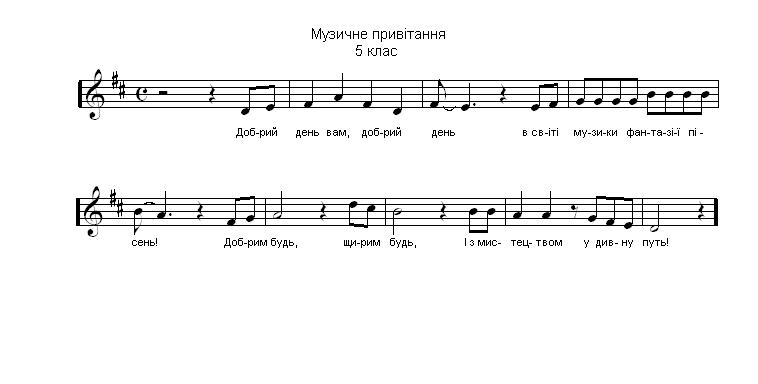 Музичне привітання
5 клас
Доб-рий день вам, доб-рий день в св-іті му-зи-ки фан-та-зі-ї пі -
сень! Доб-рим будь, щи-рим будь, І з мис- тец- твом у див- ну путь!